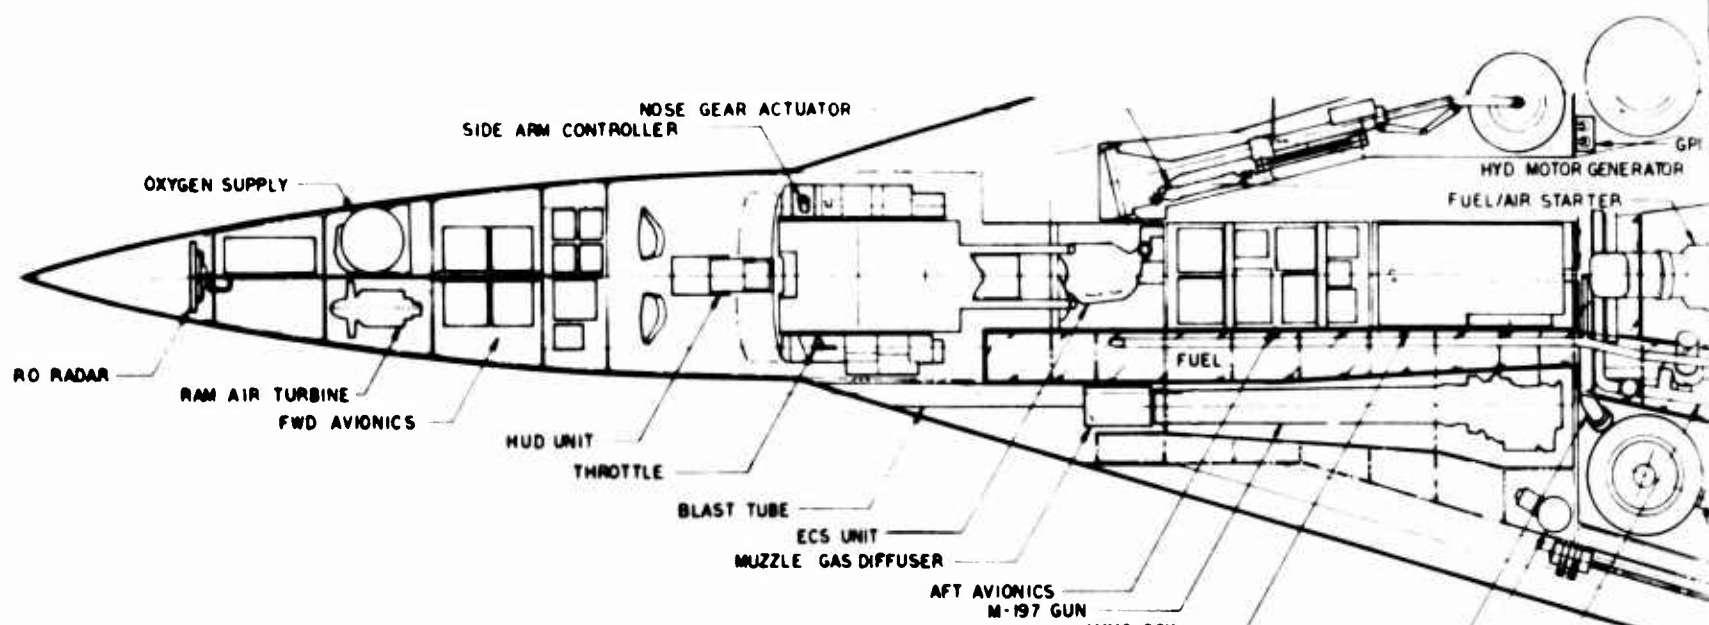 NOSE GEAR ACTUATOR
SIDE ARM CONTROLLER
OXYGEN SUPPLY
HYD MOTOR GENERATOR
FUEL/AIR STARTER
RO RADAR
RAM AIR TURBINE
FWD AVIONICS
HUD UNIT
THROTTLE
FUEL
BLAST TUBE
ECS UNIT
MUZZLE GAS DIFFUSER
AFT AVIONICS
M-197 GUN